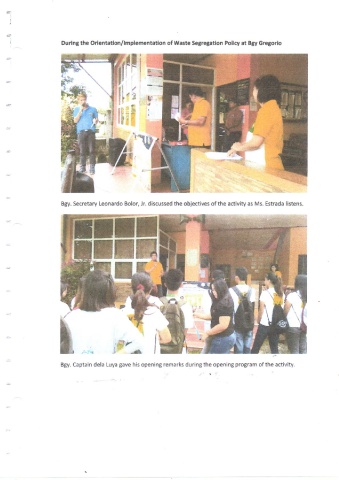 During the Orientation/Implementation of Waste Segregation Policy at Bgy Gregorio
Bgy. Secretary Leonardo Bolor, Jr. discussed the objectives of the activity as Ms. Estrada listens.
Bgy. Captain dela Luya gave his opening remarks during the opening program of the activity.